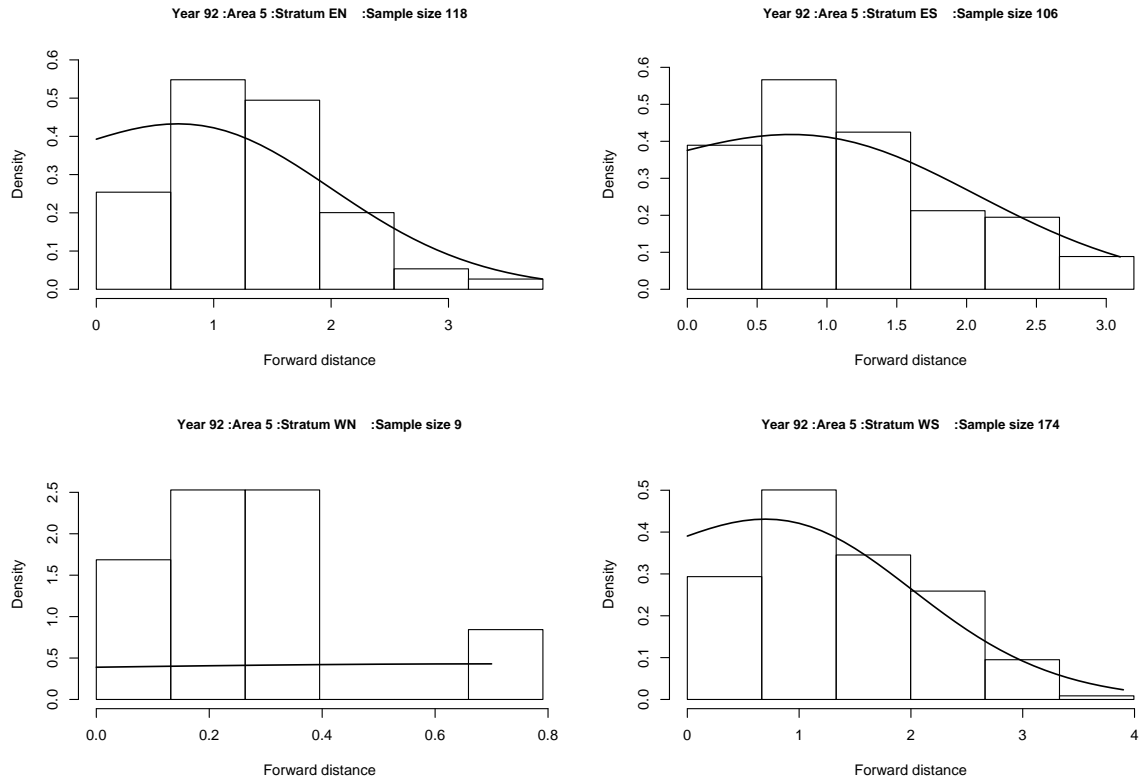 Year 92 :Area 5 :Stratum EN :Sample size 118
0.6
0.5
0.4
0.3
0.2
0.1
0.0
Density
0 1 2 3
Forward distance
Year 92 :Area 5 :Stratum ES :Sample size 106
0.6
0.5
0.4
0.3
0.2
0.1
0.0
Density
0.0 0.5 1.0 1.5 2.0 2.5 3.0
Forward distance
Year 92 :Area 5 :Stratum WN :Sample size 9
2.5
2.0
1.5
1.0
0.5
0.0
Density
0.0 0.2 0.4 0.6 0.8
Forward distance
Year 92 :Area 5 :Stratum WS :Sample size 174
0.5
0.4
0.3
0.2
0.1
0.0
Density
0 1 2 3 4
Forward distance